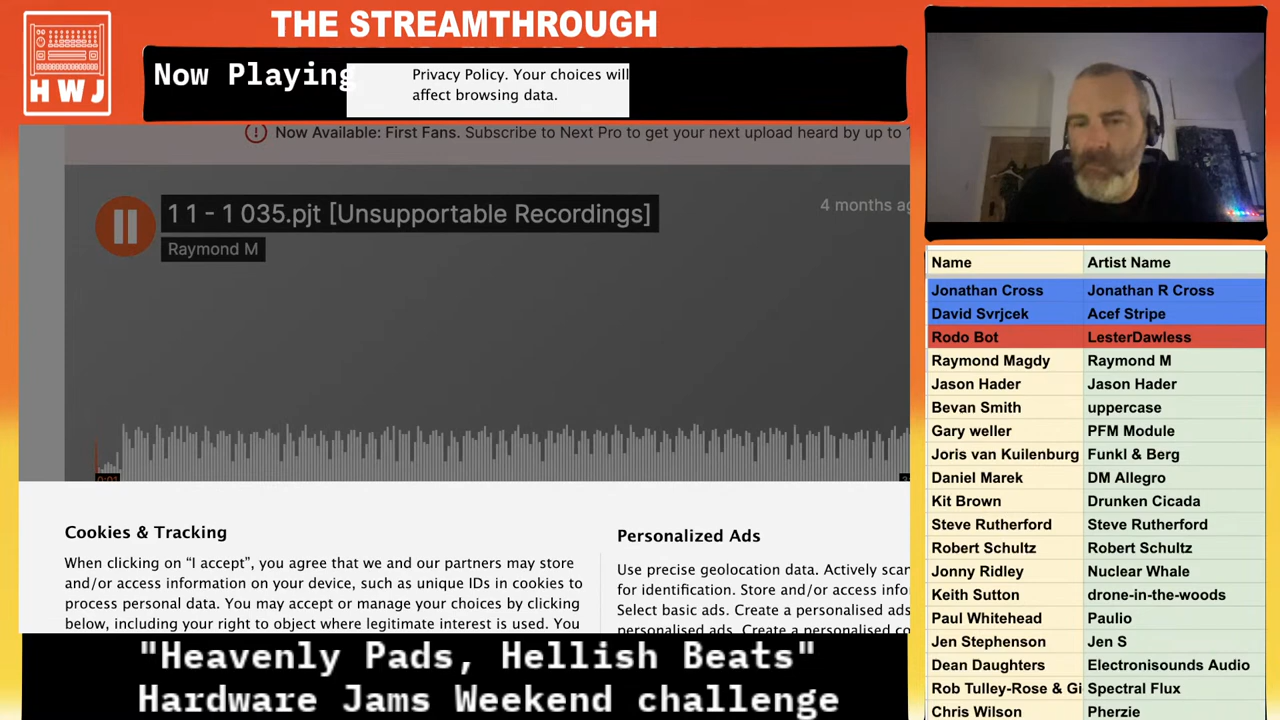 THE STREAMTHROUGH
HWJ
Now Playing
Privacy Policy. Your choices will
affect browsing data.
Now Available: First Fans. Subscribe to Next Pro to get your next upload heard by up to
1 1 - 1 035.pjt [Unsupportable Recordings]
Raymond M
4 months
0:01
Cookies & Tracking
When clicking on “I accept”, you agree that we and our partners may store
and/or access information on your device, such as unique IDs in cookies to
process personal data. You may accept or manage your choices by clicking
below, including your right to object where legitimate interest is used. You
Personalized Ads
Use precise geolocation data. Actively
for identification. Store and/or access
Select basic ads. Create a personalised ads
personalised ads. Create a personalised
"Heavenly Pads, Hellish Beats"
Hardware Jams Weekend challenge
Name Artist Name
Jonathan Cross Jonathan R Cross
David Svrjcek Acef Stripe
Rodo Bot LesterDawless
Raymond Magdy Raymond M
Jason Hader Jason Hader
Bevan Smith uppercase
Gary weller PFM Module
Joris van Kuilenburg Funkl & Berg
Daniel Marek DM Allegro
Kit Brown Drunken Cicada
Steve Rutherford Steve Rutherford
Robert Schultz Robert Schultz
Jonny Ridley Nuclear Whale
Keith Sutton drone-in-the-woods
Paul Whitehead Paulio
Jen Stephenson Jen S
Dean Daughters Electronisounds Audio
Rob Tulley-Rose & Gi Spectral Flux
Chris Wilson Pherzie